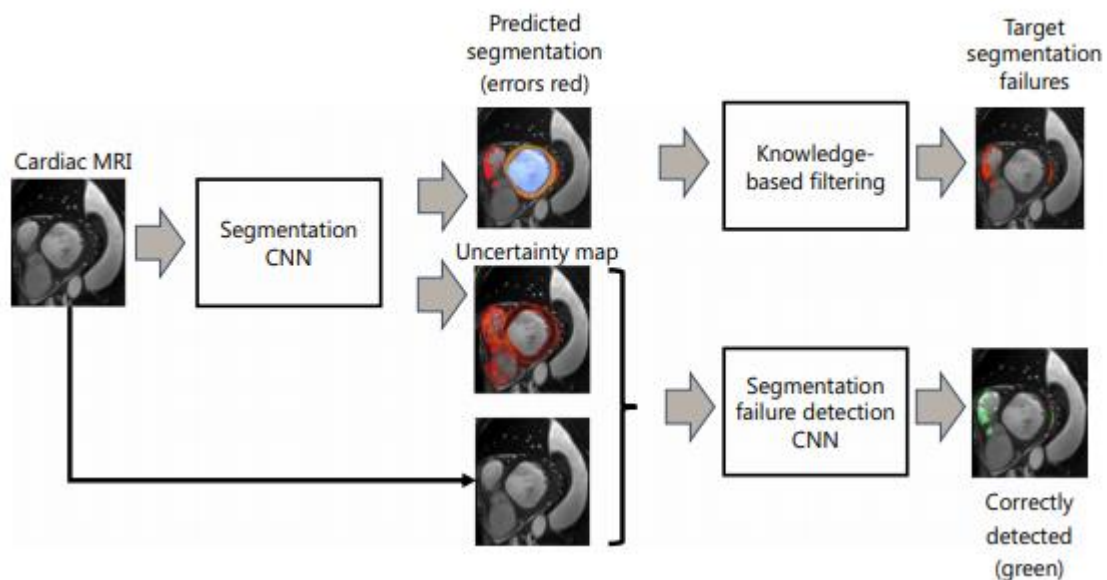 Predicted
segmentation
(errors red)
Target
segmentation
failures
Cardiac MRI
Segmentation
CNN
Knowledge-
based filtering
Uncertainty map
Segmentation
failure detection
CNN
Correctly
detected
(green)